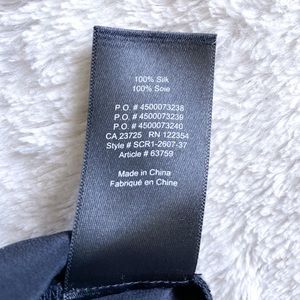 100% Silk
100% Soie
P.O. # 4500073238
P.O. # 4500073239
P.O. # 4500073240
CA 23725 RN 122354
Style # SCR1-2607-37
Article # 63759
Made in China
Fabriqué en Chine